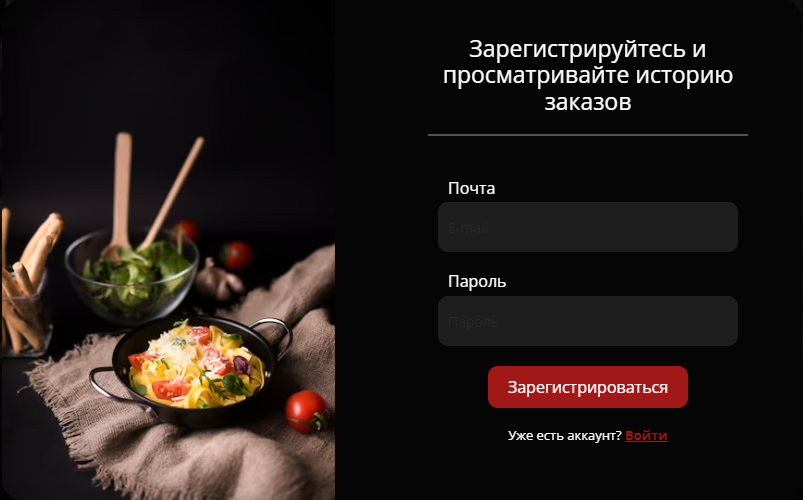 Зарегистрируйтесь и
просматривайте историю
заказов
Почта
E-mail
Пароль
Пароль
Зарегистрироваться
Уже есть аккаунт? Войти